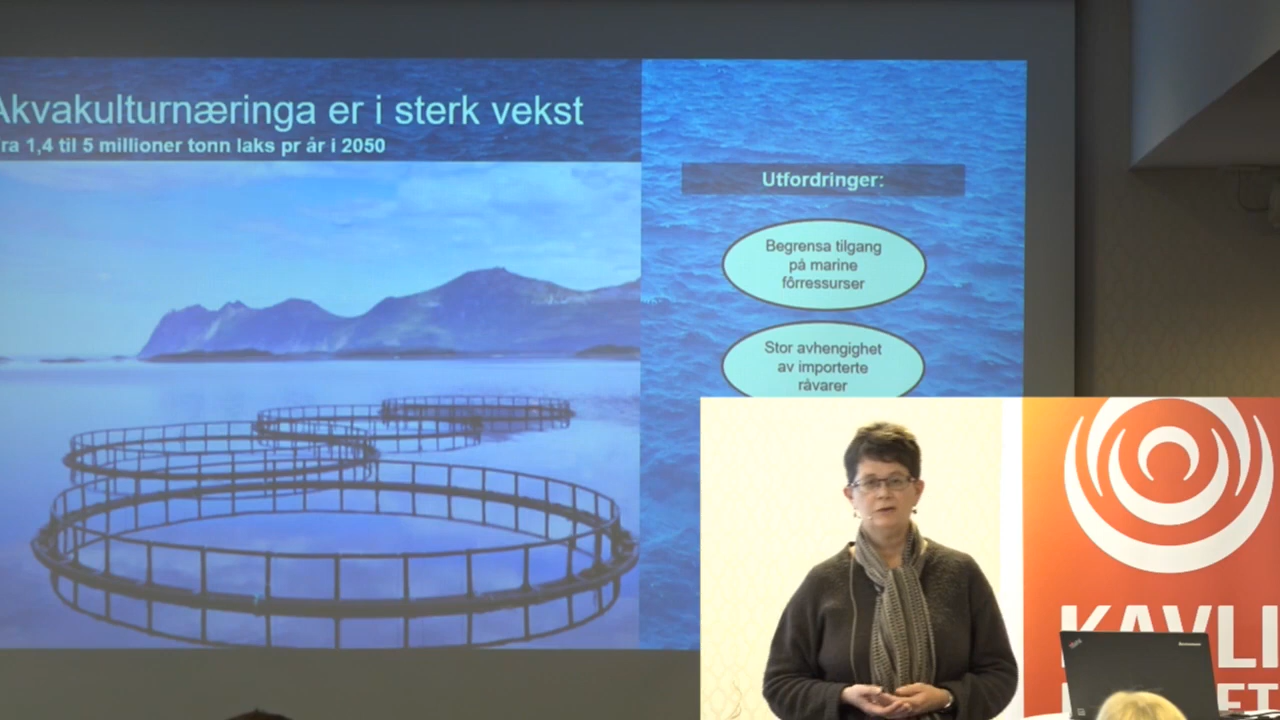 Akvakulturnæringa er i sterk vekst
ra 1,4 til 5 millioner tonn laks pr år i 2050
Utfordringer:
Begrensa tilgang
på marine
fôrressurser
Stor avhengighet
av importerte
råvarer
KAVLI